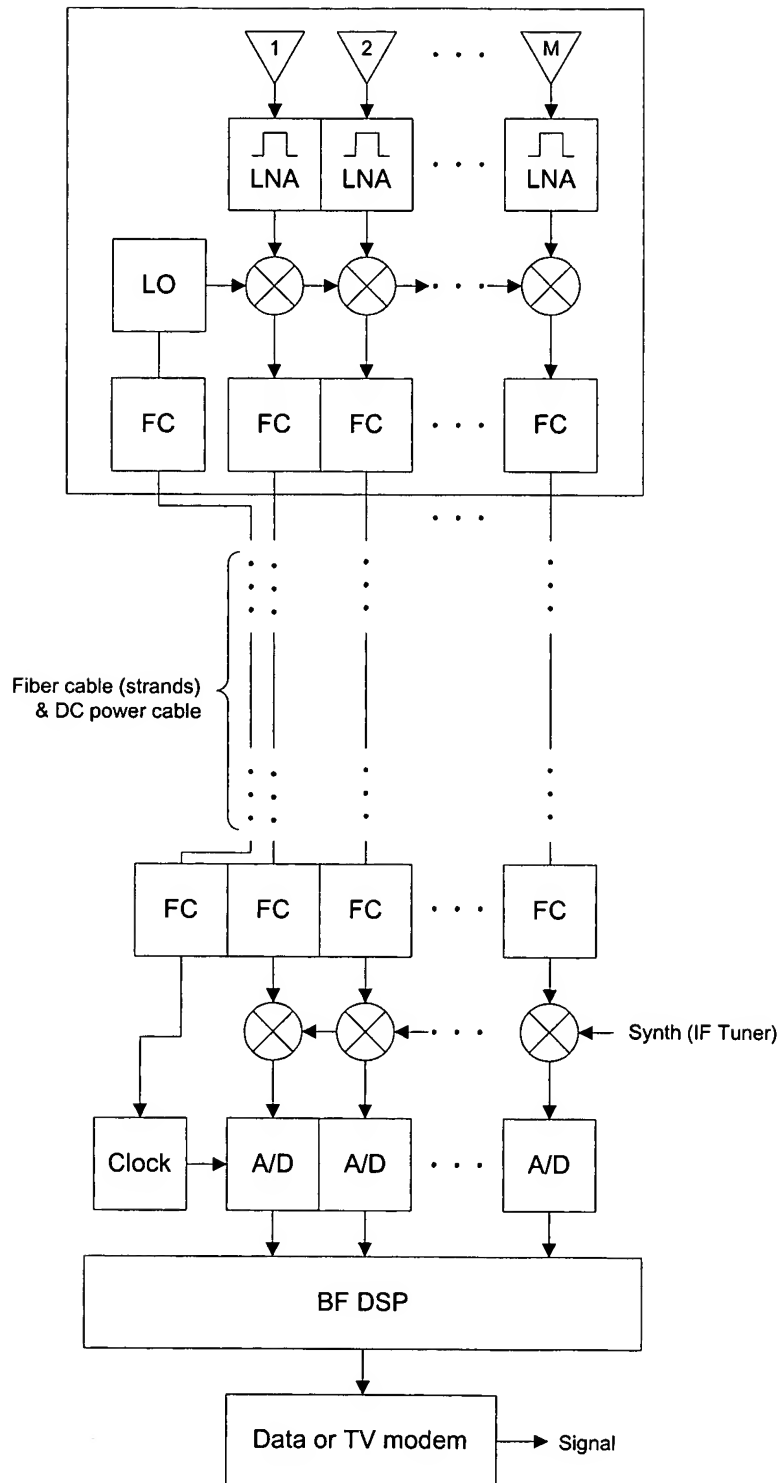 1 2 . . . M
LNA LNA . . . LNA
LO . . .
FC FC FC . . . FC
. . .
Fiber cable (strands)
& DC power cable
FC FC FC . . . FC
. . . Synth (IF Tuner)
Clock A/D A/D . . . A/D
BF DSP
Data or TV modem Signal